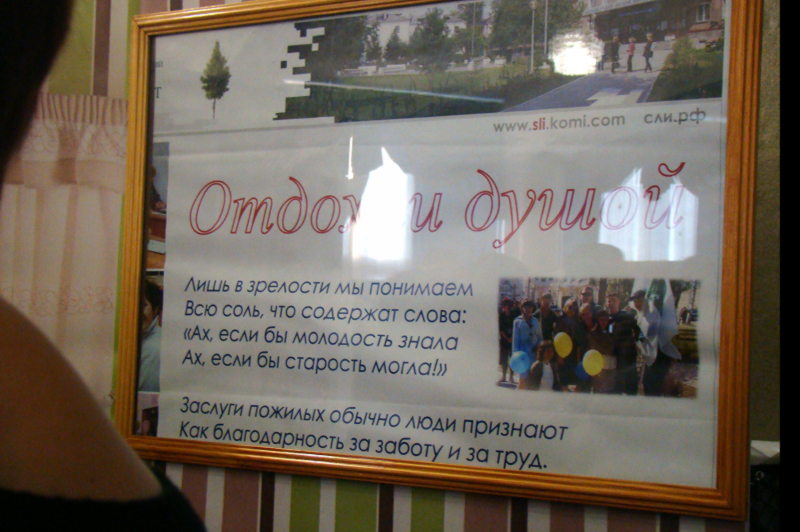 Т
www.sli.komi.com сли.рф
Отдохни душой
Лишь в зрелости мы понимаем
Всю соль, что содержат слова:
«Ах, если бы молодость знала
Ах, если бы старость могла!»
Заслуги пожилых обычно люди признают
Как благодарность за заботу и за труд.